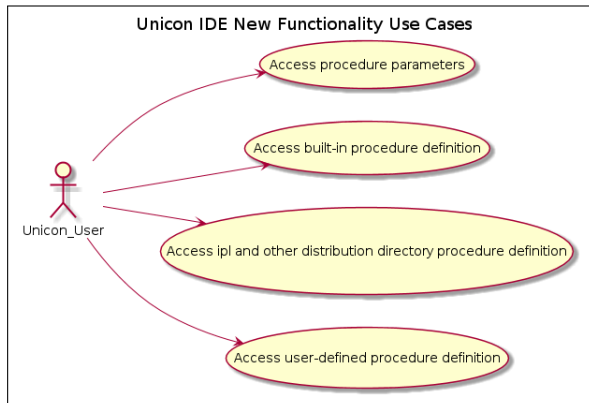 Unicon IDE New Functionality Use Cases
Access procedure parameters
Access built-in procedure definition
Unicon_User
Access ipl and other distribution directory procedure definition
Access user-defined procedure definition